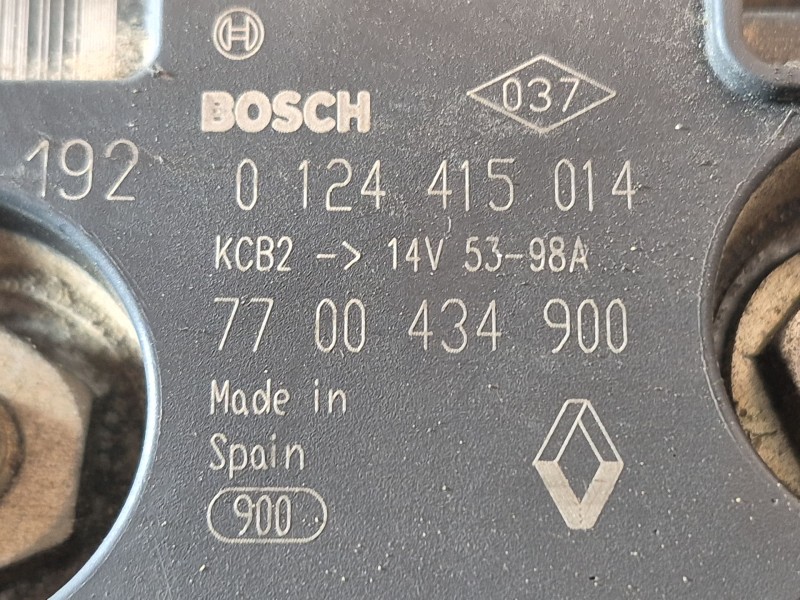 H
BOSCH
037
192
0 124 415 014
KCB2 -> 14V 53-98A
77 00 434 900
Made in
Spain
900